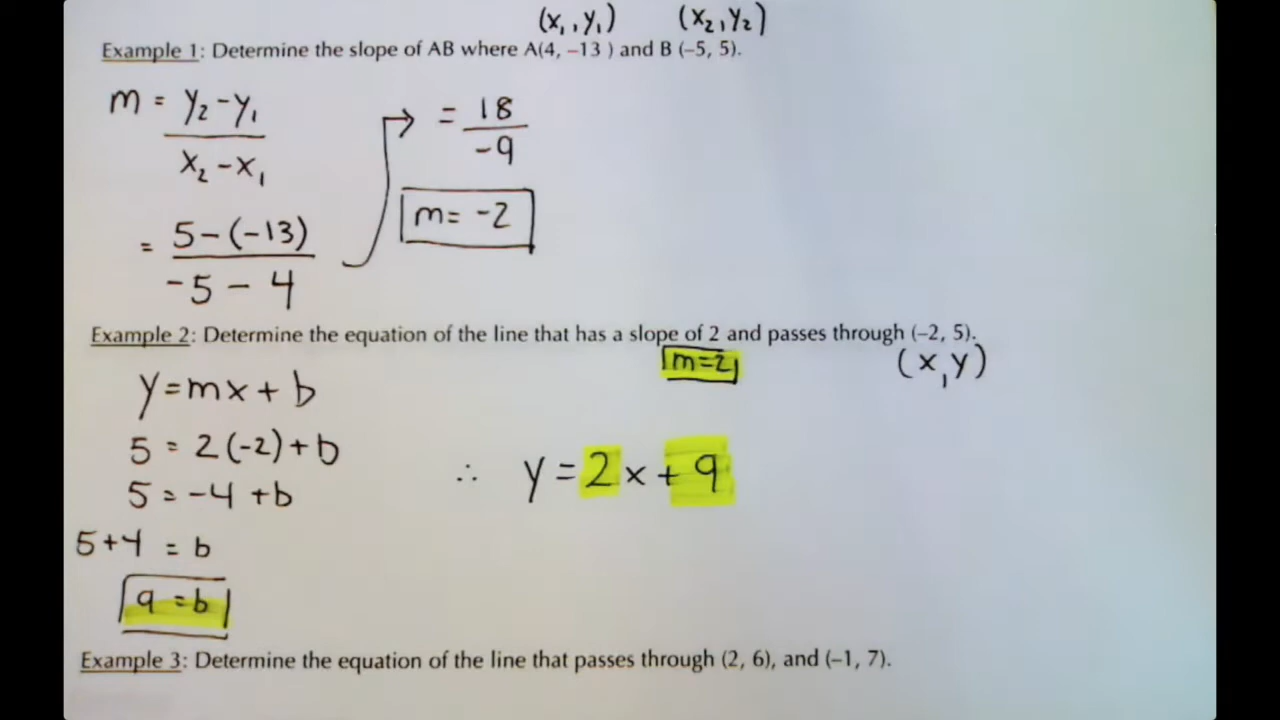 (x₁, y₁) (x₂, y₂)
Example 1: Determine the slope of AB where A(4, –13 ) and B (–5, 5).
m = y₂ - y₁
x₂ - x₁
= 5 - (-13)
-5 - 4
= 18
-9
m = -2
Example 2: Determine the equation of the line that has a slope of 2 and passes through (–2, 5).
m=2
(x, y)
y = mx + b
5 = 2(-2) + b
5 = -4 + b
5+4 = b
9 = b
∴ y = 2x + 9
Example 3: Determine the equation of the line that passes through (2, 6), and (–1, 7).